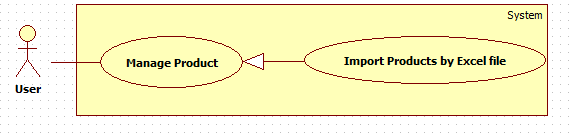 System
Manage Product
Import Products by Excel file
User